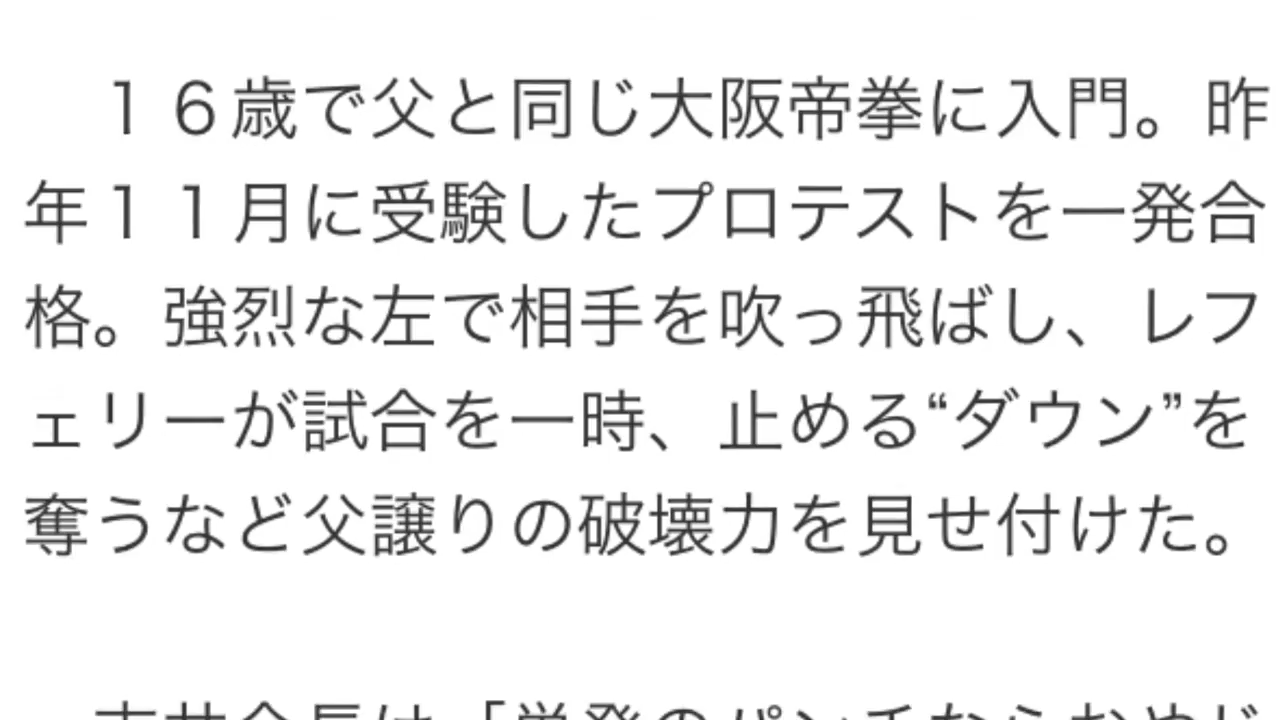 １６歳で父と同じ大阪帝拳に入門。昨
年１１月に受験したプロテストを一発合
格。強烈な左で相手を吹っ飛ばし、レフ
ェリーが試合を一時、止める“ダウン”を
奪うなど父譲りの破壊力を見せ付けた。